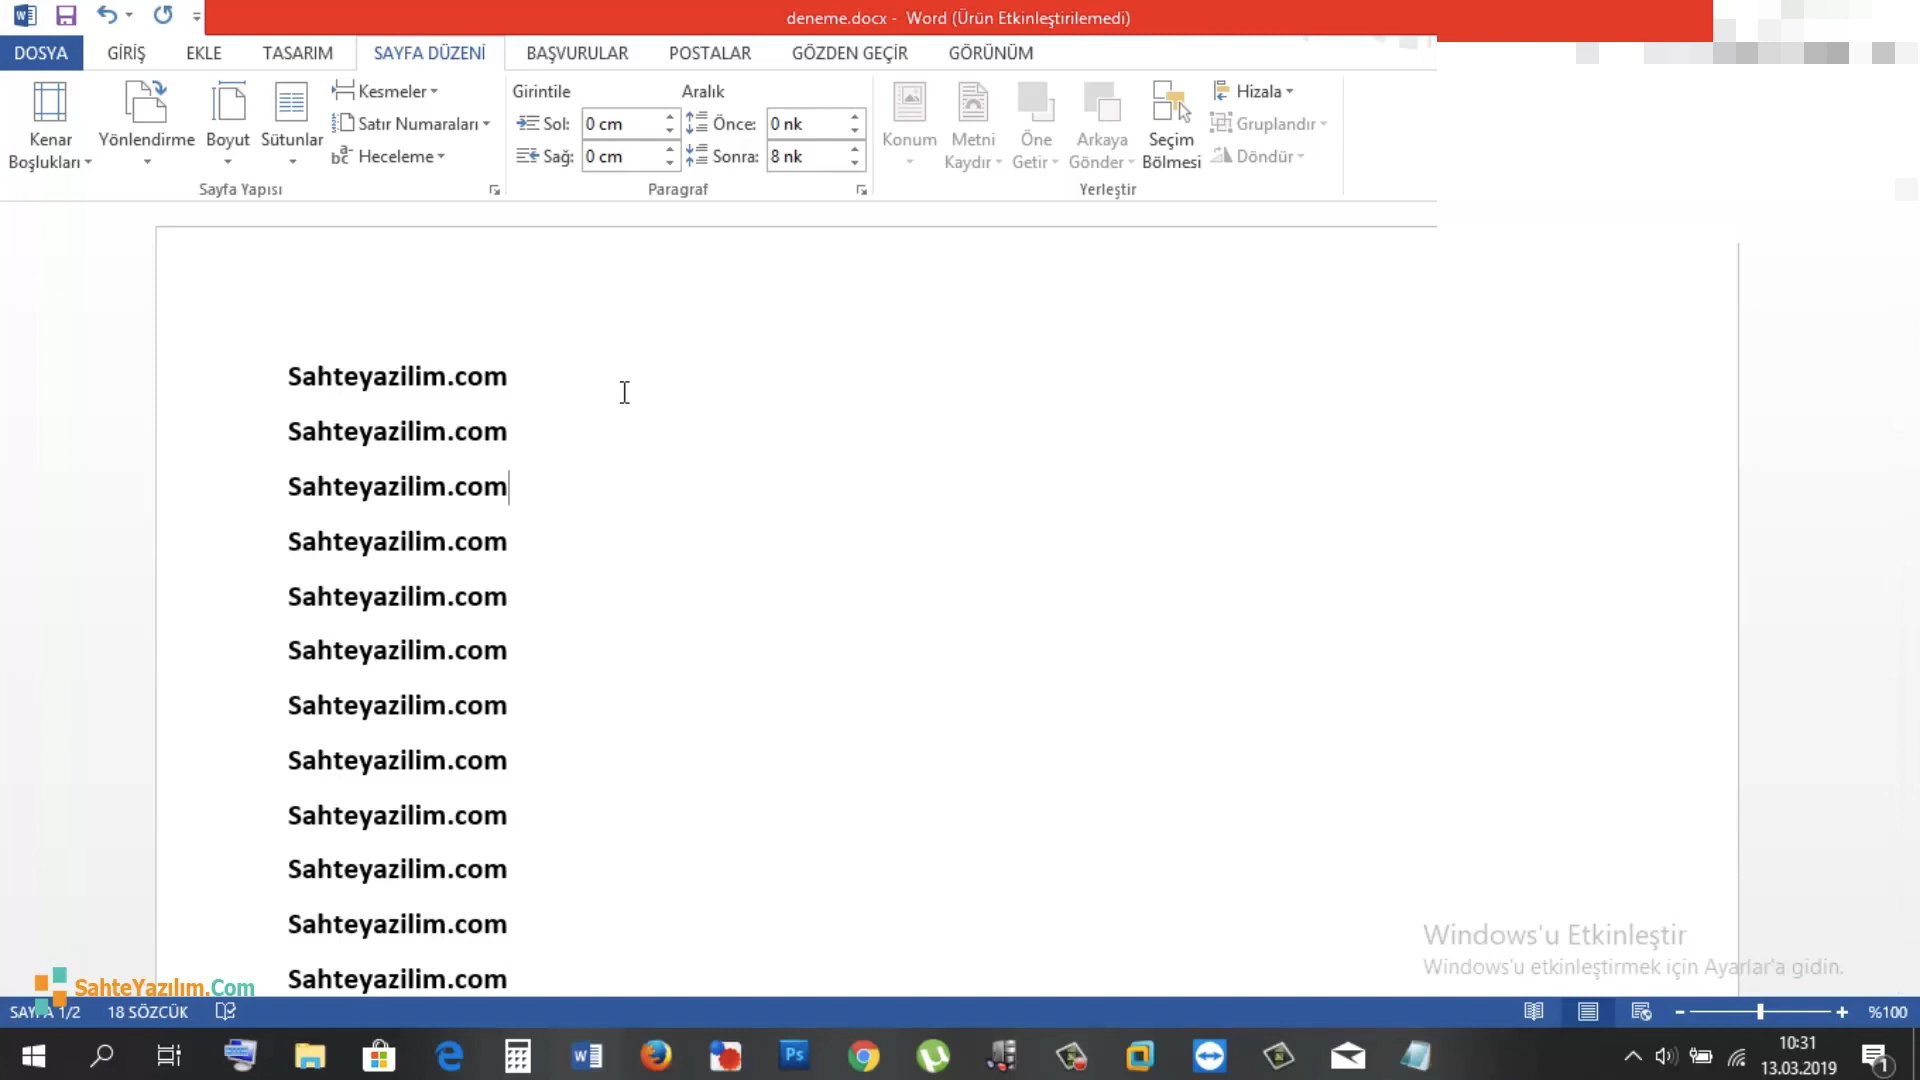 deneme.docx - Word (Ürün Etkinleştirilemedi)
DOSYA GİRİŞ EKLE TASARIM SAYFA DÜZENİ BAŞVURULAR POSTALAR GÖZDEN GEÇİR GÖRÜNÜM
Kenar Boşlukları
Yönlendirme
Boyut
Sütunlar
Kesmeler
Satır Numaraları
bc Heceleme
Sayfa Yapısı
Girintile
Sol: 0 cm
Sağ: 0 cm
Aralık
Önce: 0 nk
Sonra: 8 nk
Paragraf
Konum
Metni Kaydır
Öne Getir
Arkaya Gönder
Seçim Bölmesi
Hizala
Gruplandır
Döndür
Yerleştir
Sahteyazilim.com
Sahteyazilim.com
Sahteyazilim.com
Sahteyazilim.com
Sahteyazilim.com
Sahteyazilim.com
Sahteyazilim.com
Sahteyazilim.com
Sahteyazilim.com
Sahteyazilim.com
Sahteyazilim.com
Sahteyazilim.com
Windows'u Etkinleştir
Windows'u etkinleştirmek için Ayarlar'a gidin.
SahteYazılım.Com
SAYFA 1/2 18 SÖZCÜK %100
Ps
10:31
13.03.2019
1